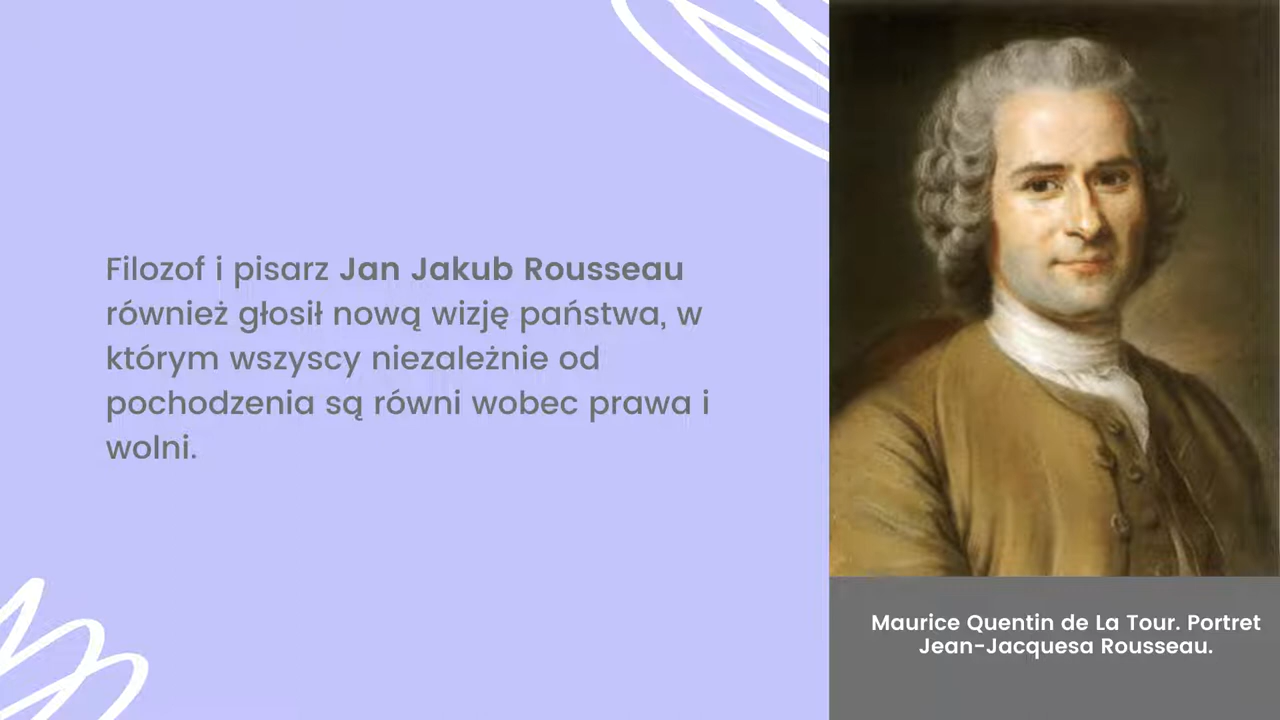 Filozof i pisarz Jan Jakub Rousseau
również głosił nową wizję państwa, w
którym wszyscy niezależnie od
pochodzenia są równi wobec prawa i
wolni.
Maurice Quentin de La Tour. Portret
Jean-Jacquesa Rousseau.